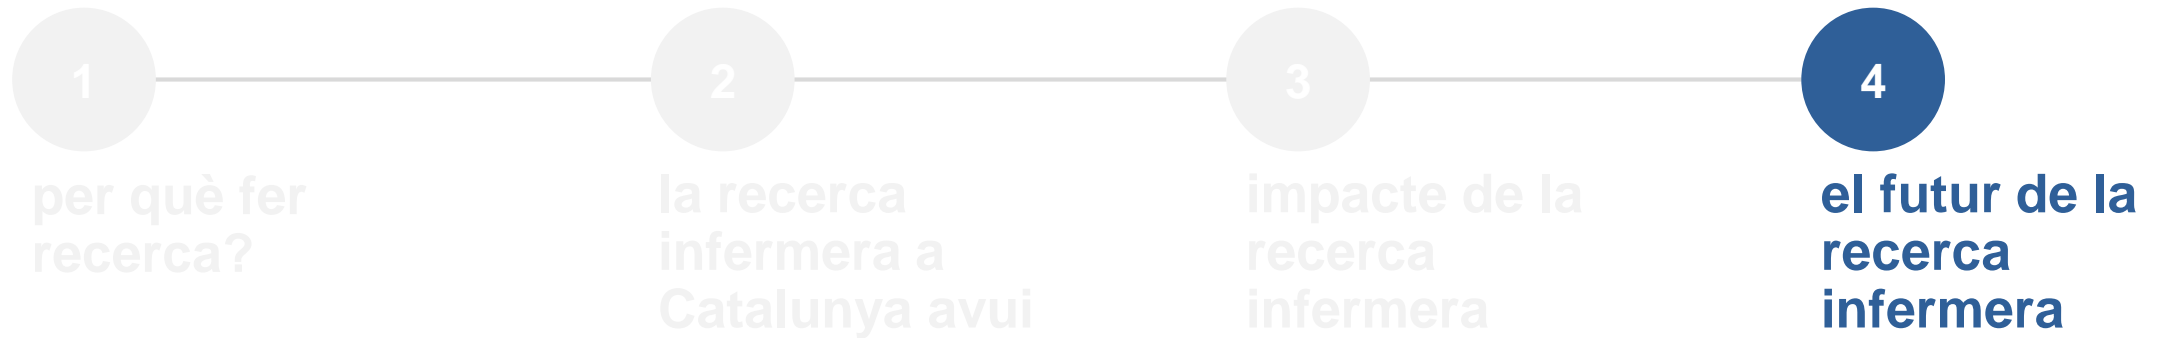 1
per què fer
recerca?
2
la recerca
infermera a
Catalunya avui
3
impacte de la
recerca
infermera
4
el futur de la
recerca
infermera